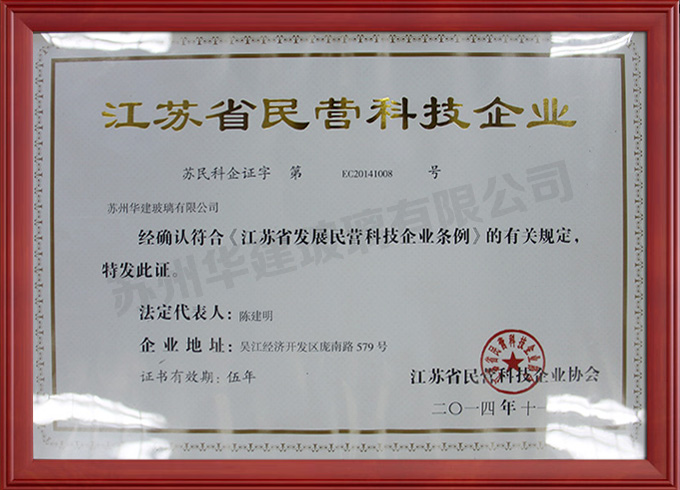 江苏省民营科技企业
苏民科企证字 第 EC20141008 号
苏州华建玻璃有限公司
经确认符合《江苏省发展民营科技企业条例》的有关规定，
特发此证。
法定代表人：陈建明
企业地址：吴江经济开发区庞南路579号
证书有效期：伍年
江苏省民营科技企业协会
二〇一四年十一
苏州华建玻璃有限公司